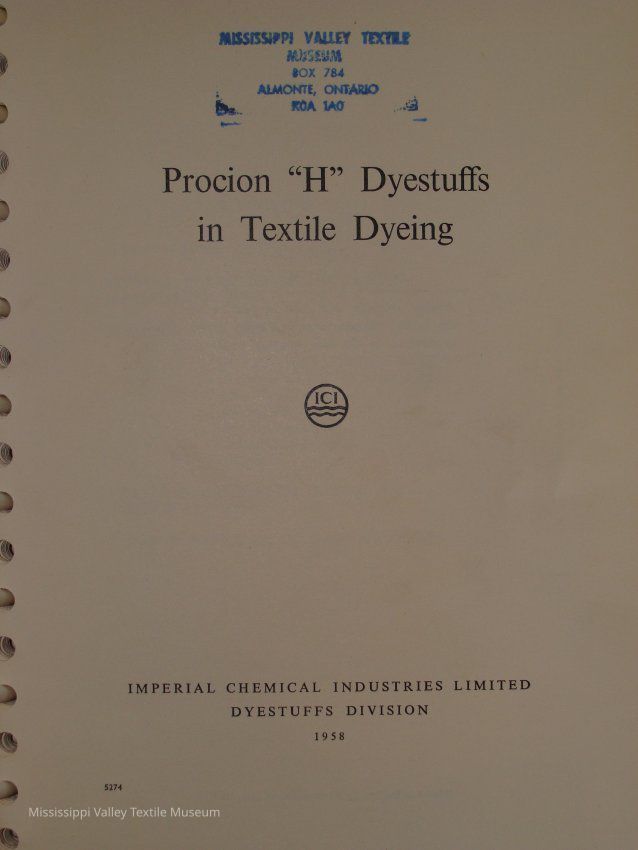 MISSISSIPPI VALLEY TEXTILE
MUSEUM
BOX 784
ALMONTE, ONTARIO
K0A 1A0
Procion “H” Dyestuffs
in Textile Dyeing
ICI
IMPERIAL CHEMICAL INDUSTRIES LIMITED
DYESTUFFS DIVISION
1958
5274
Mississippi Valley Textile Museum